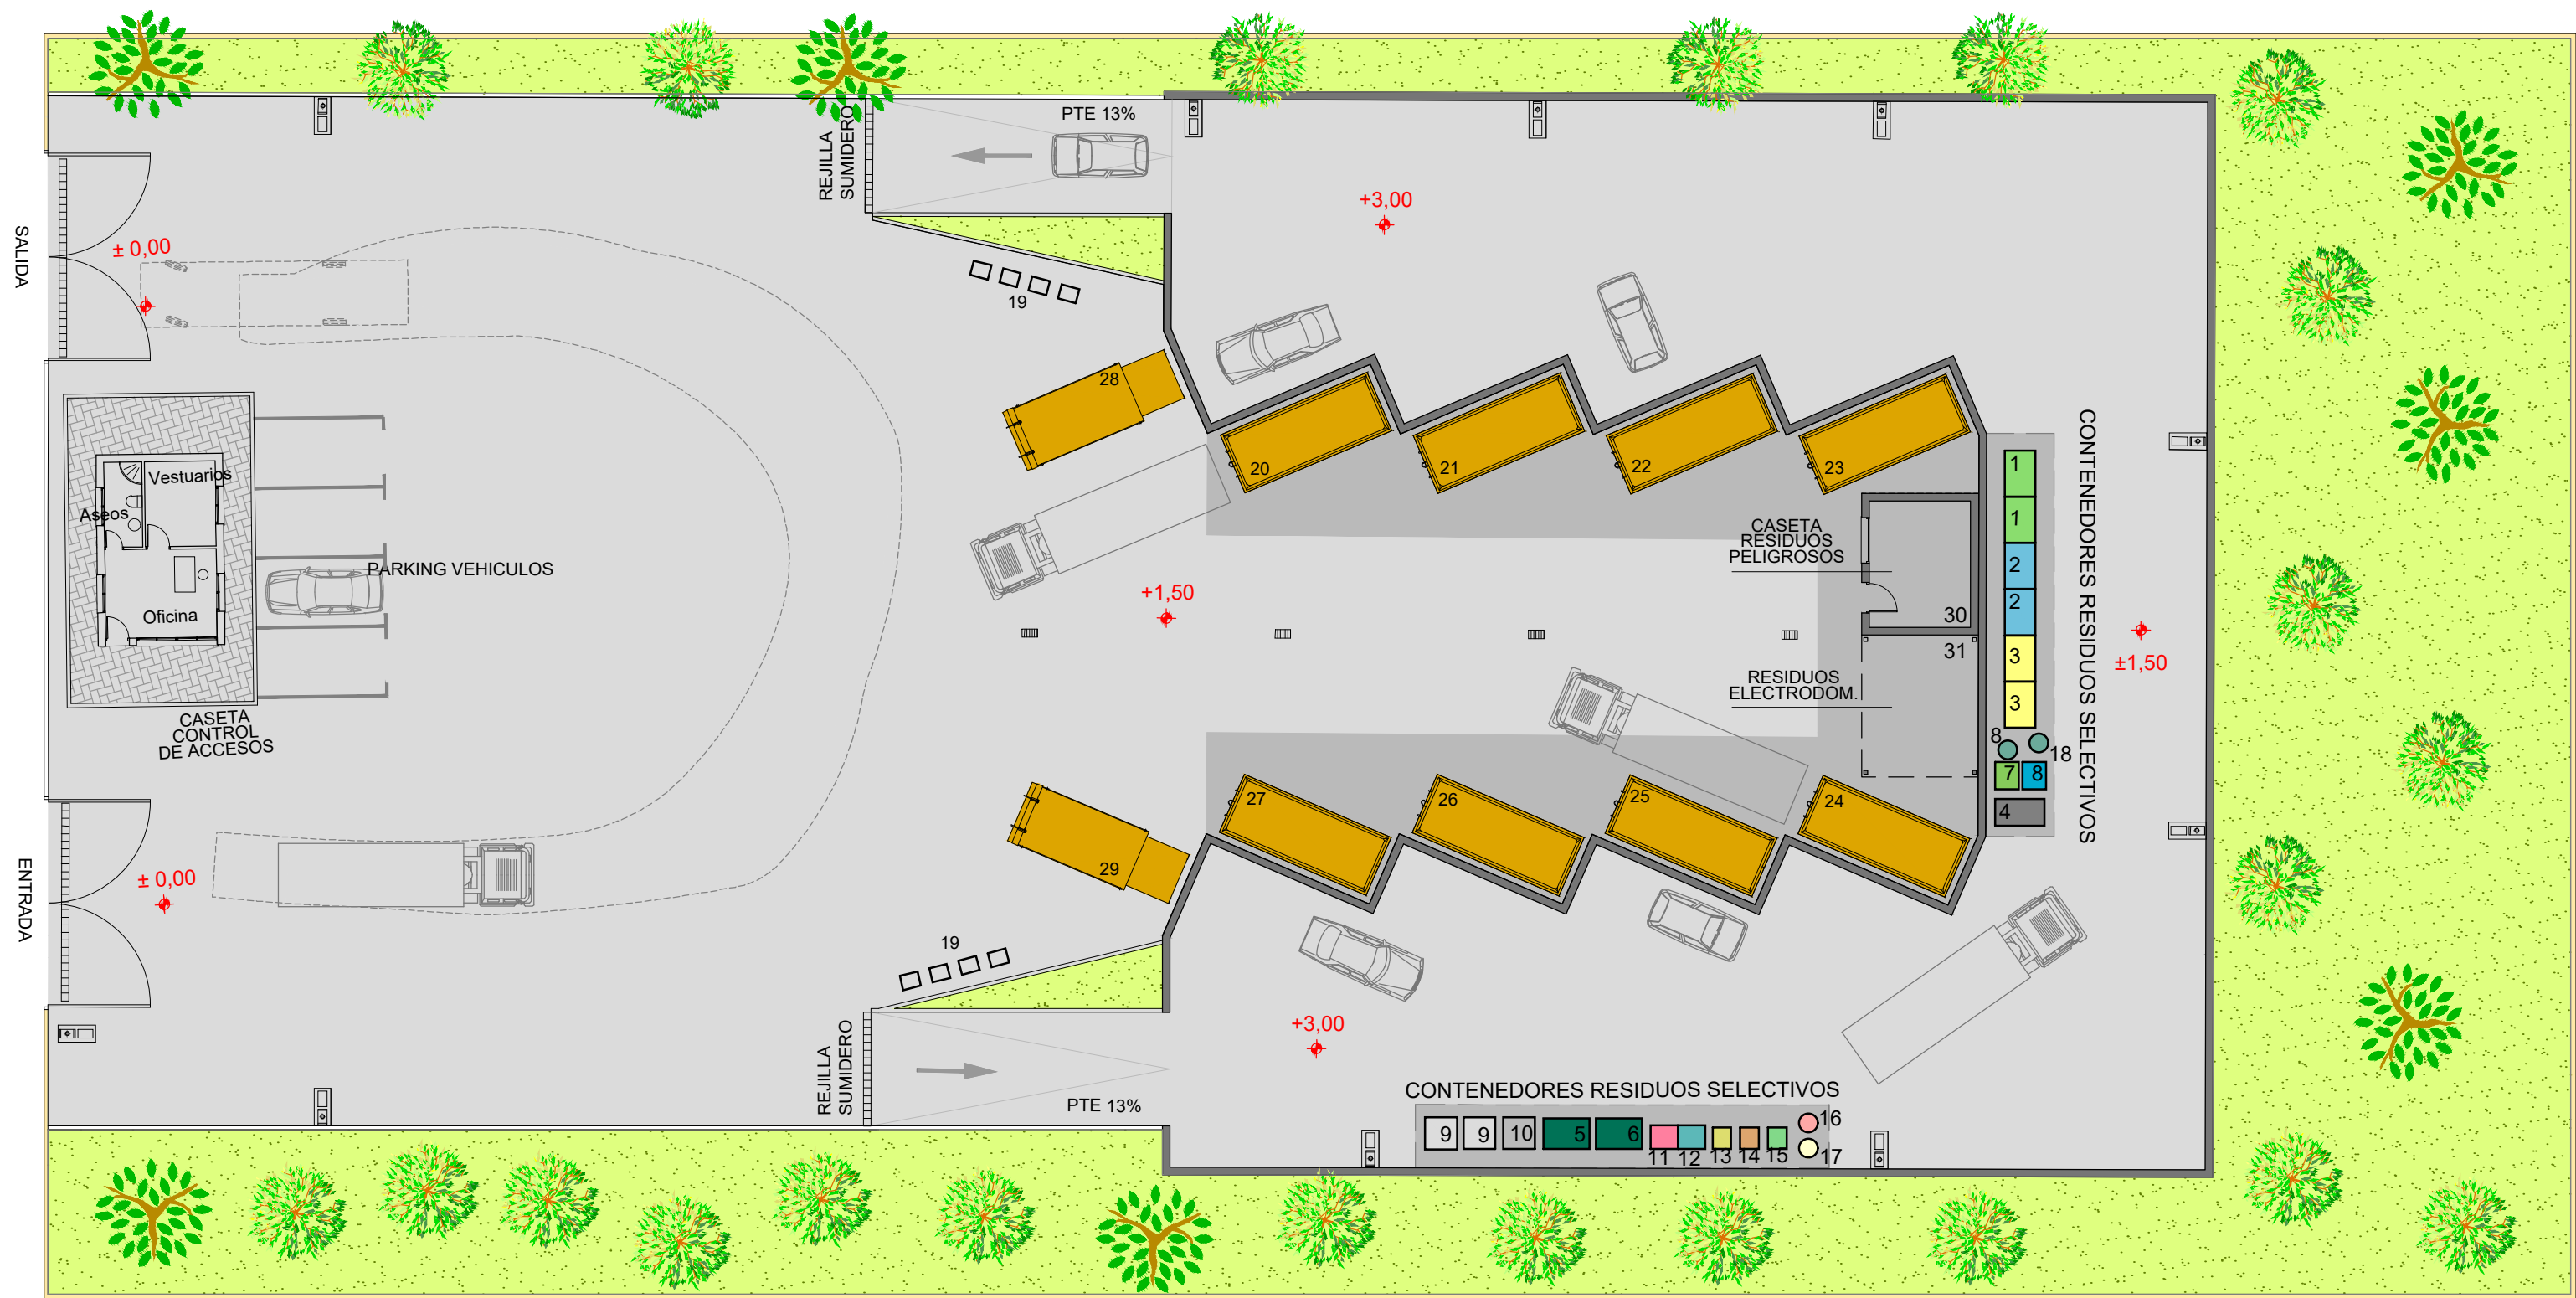 PTE 13%
REJILLA
SUMIDERO
+3,00
SALIDA
± 0,00
19
28
20
21
22
23
Vestuarios
Aseos
Oficina
PARKING VEHICULOS
CASETA
CONTROL
DE ACCESOS
+1,50
CASETA
RESIDUOS
PELIGROSOS
30
31
RESIDUOS
ELECTRODOM.
1
1
2
2
3
3
8
18
7
8
4
CONTENEDORES RESIDUOS SELECTIVOS
±1,50
27
26
25
24
29
ENTRADA
± 0,00
19
+3,00
REJILLA
SUMIDERO
PTE 13%
CONTENEDORES RESIDUOS SELECTIVOS
9
9
10
5
6
11
12
13
14
15
16
17